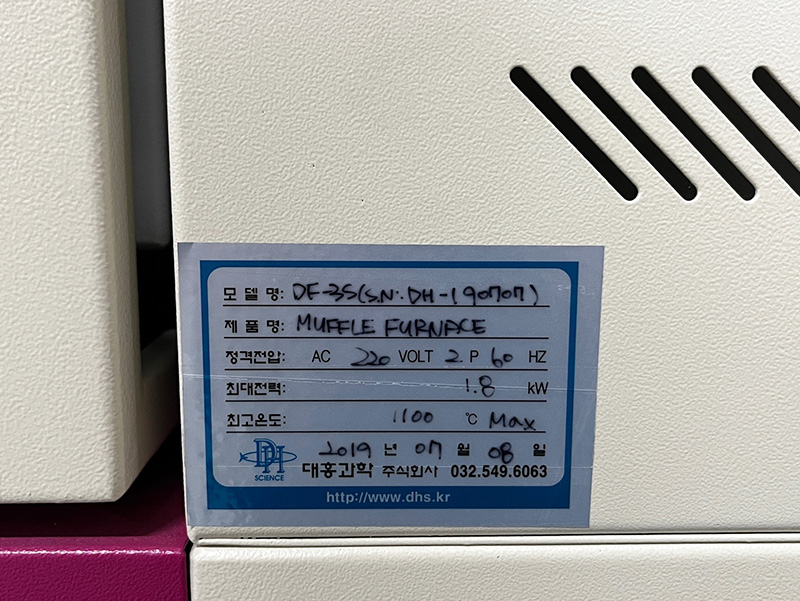 모델명: DF-3S(S.N.:DH-190707)
제품명: MUFFLE FURNACE
정격전압: AC 220 VOLT 2 P 60 HZ
최대전력: 1.8 kW
최고온도: 1100 ℃ Max
2019 년 07 월 08 일
DH SCIENCE 대흥과학 주식회사 032.549.6063
http://www.dhs.kr